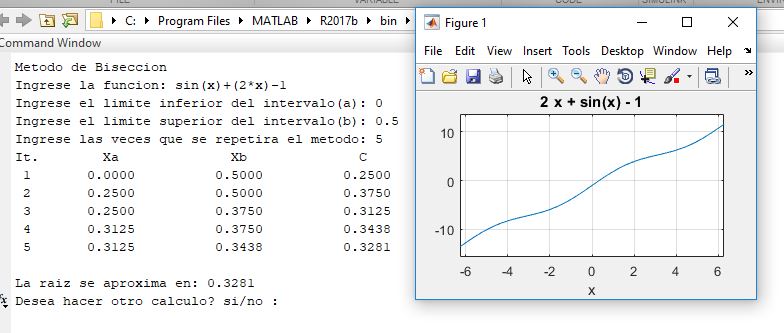 C: ▸ Program Files ▸ MATLAB ▸ R2017b ▸ bin ▸
Command Window
Metodo de Biseccion
Ingrese la funcion: sin(x)+(2*x)-1
Ingrese el limite inferior del intervalo(a): 0
Ingrese el limite superior del intervalo(b): 0.5
Ingrese las veces que se repetira el metodo: 5
It. Xa Xb C
1 0.0000 0.5000 0.2500
2 0.2500 0.5000 0.3750
3 0.2500 0.3750 0.3125
4 0.3125 0.3750 0.3438
5 0.3125 0.3438 0.3281
La raiz se aproxima en: 0.3281
fx Desea hacer otro calculo? si/no :
Figure 1
File Edit View Insert Tools Desktop Window Help
2 x + sin(x) - 1
10
0
-10
-6 -4 -2 0 2 4 6
x